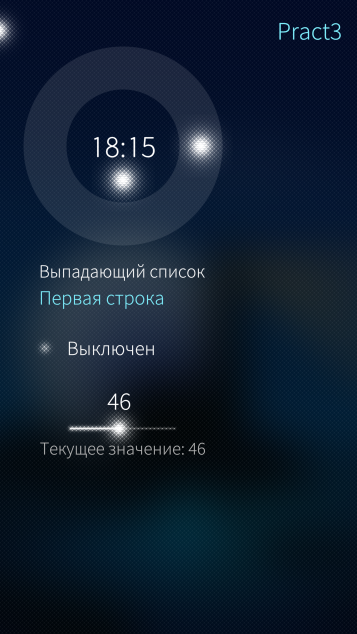 Pract3
18:15
Выпадающий список
Первая строка
Выключен
46
Текущее значение: 46